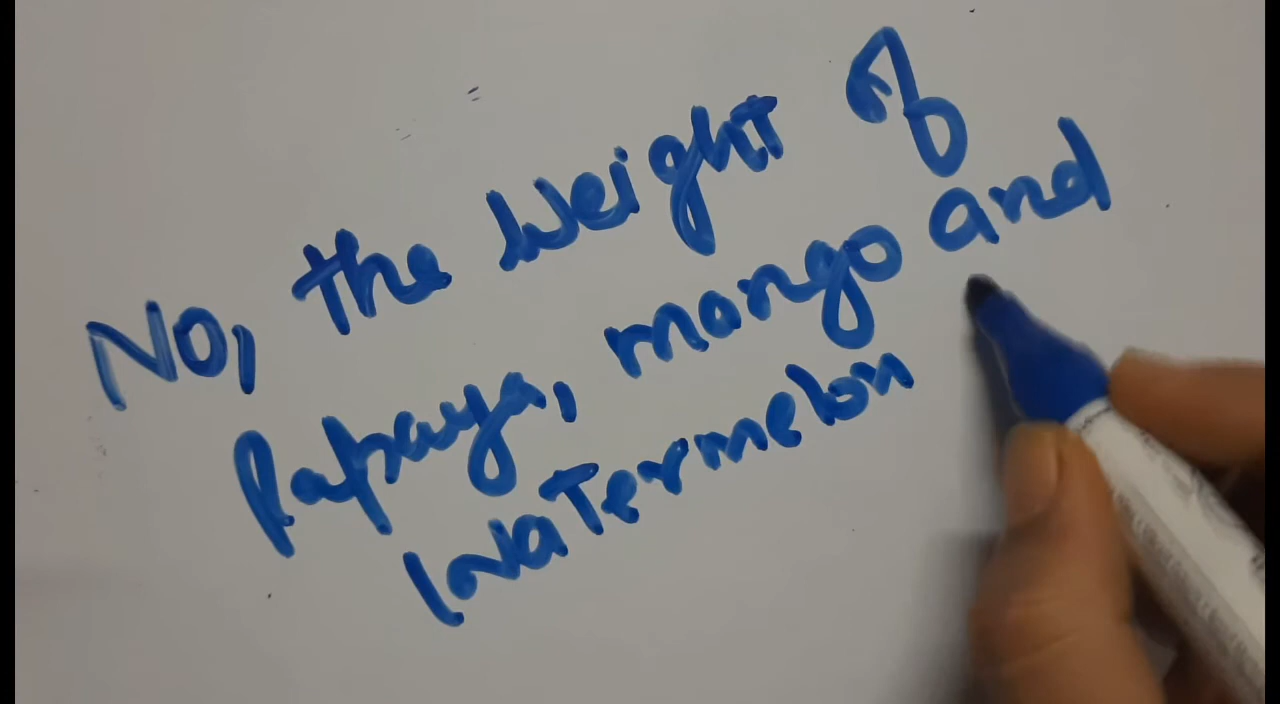 No, the weight of
Papaya, mango and
watermelon